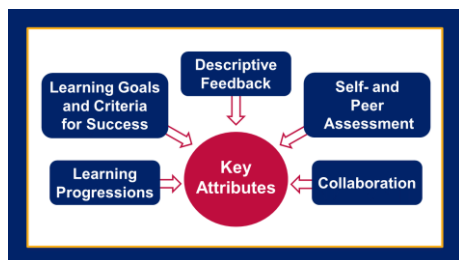 Descriptive
Feedback
Learning Goals
and Criteria
for Success
Self- and
Peer
Assessment
Key
Attributes
Learning
Progressions
Collaboration